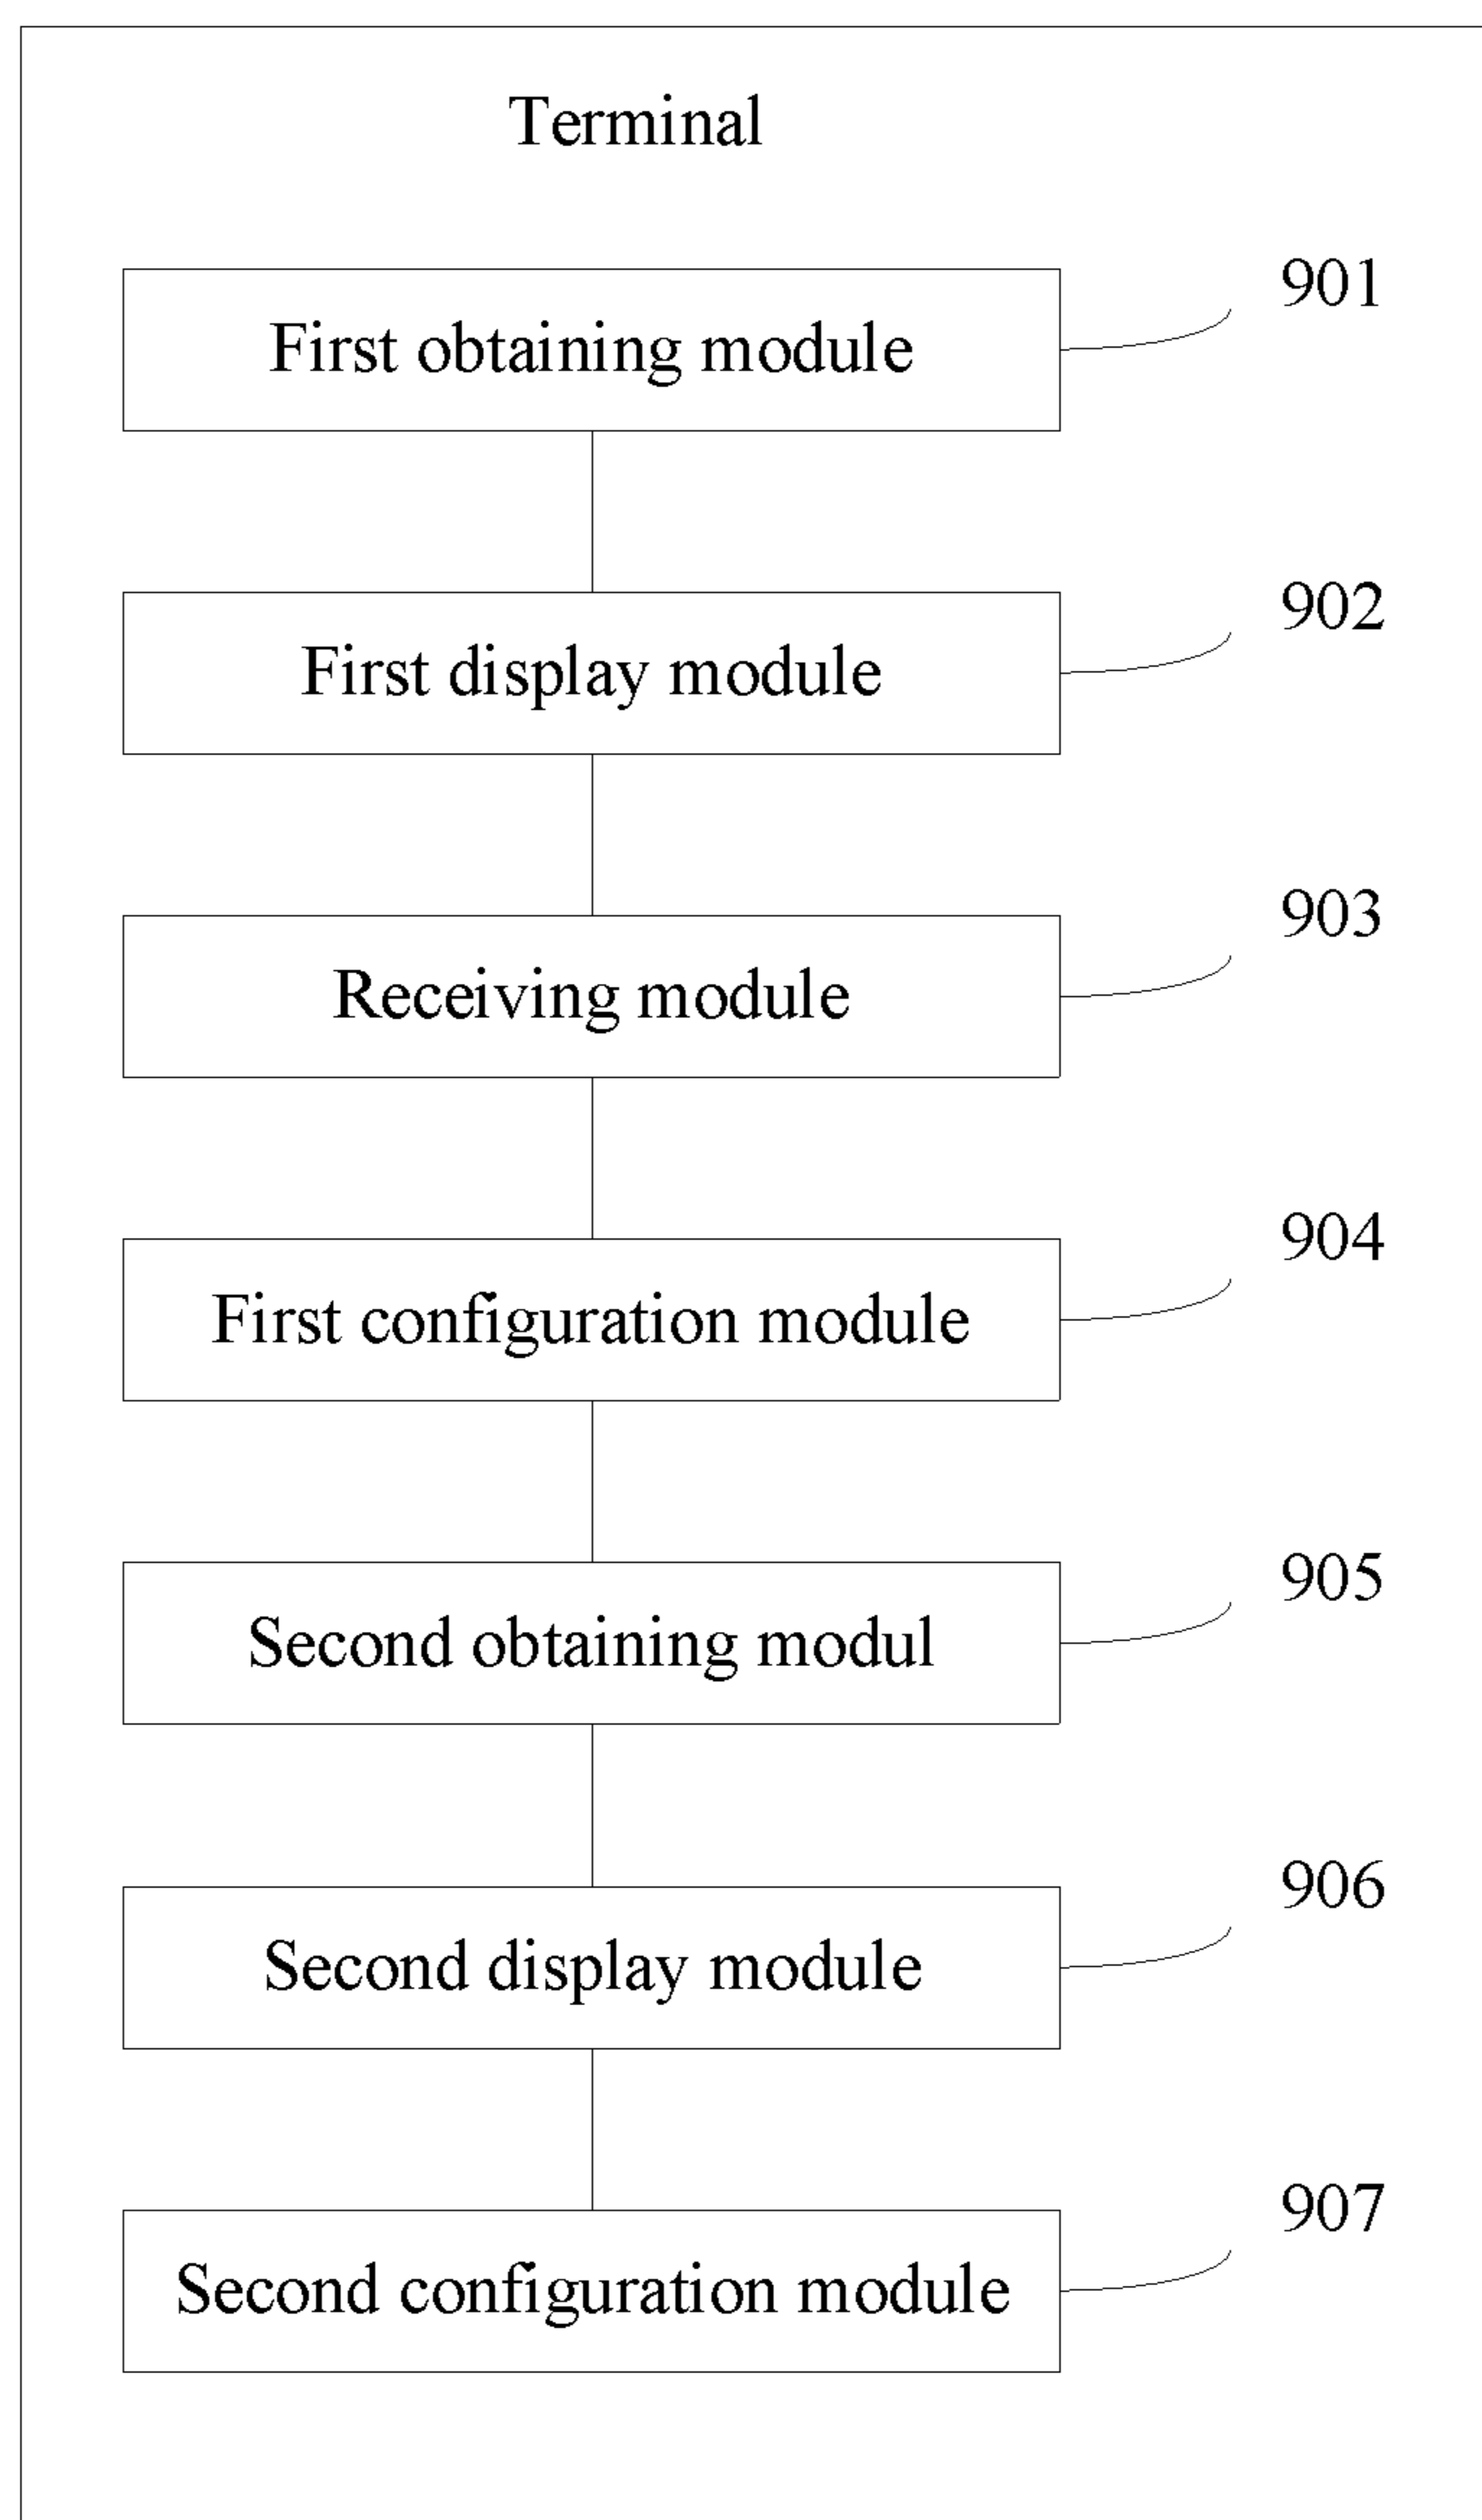 Terminal
First obtaining module
901
First display module
902
Receiving module
903
First configuration module
904
Second obtaining modul
905
Second display module
906
Second configuration module
907